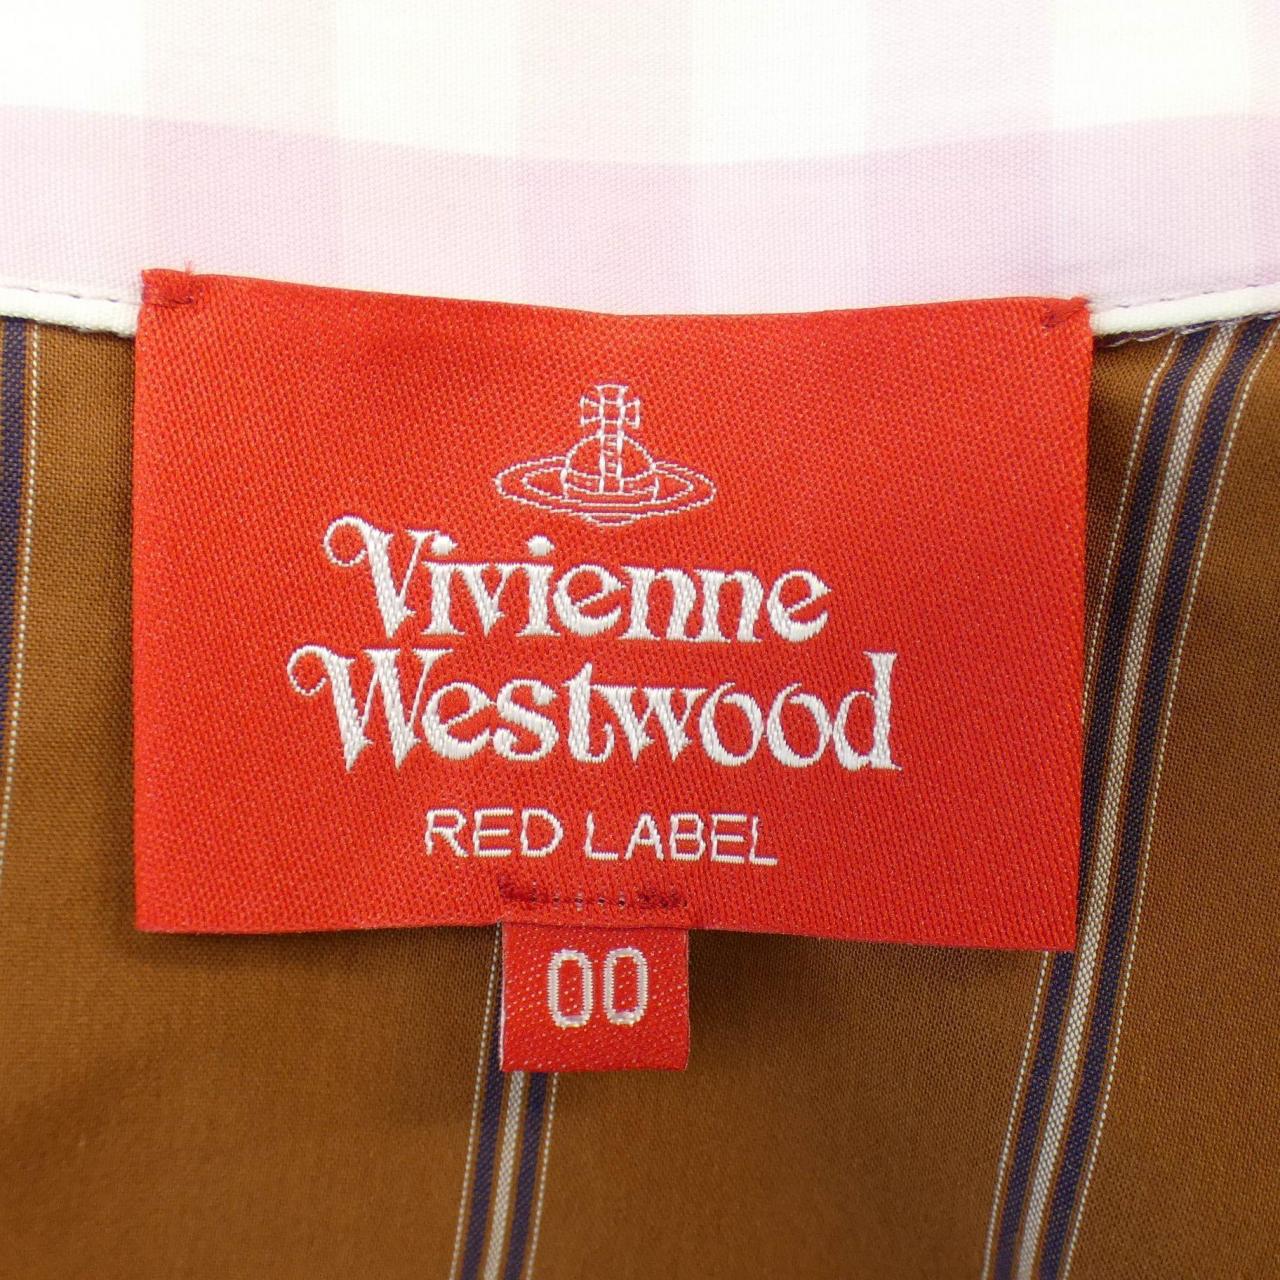 Vivienne
Westwood
RED LABEL
00